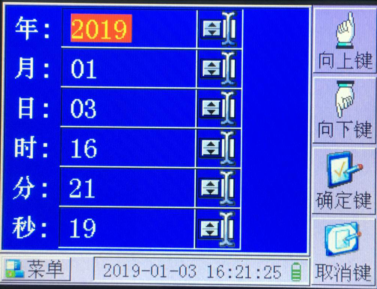 年: 2019
向上键
月: 01
日: 03
向下键
时: 16
分: 21
确定键
秒: 19
菜单 2019-01-03 16:21:25
取消键